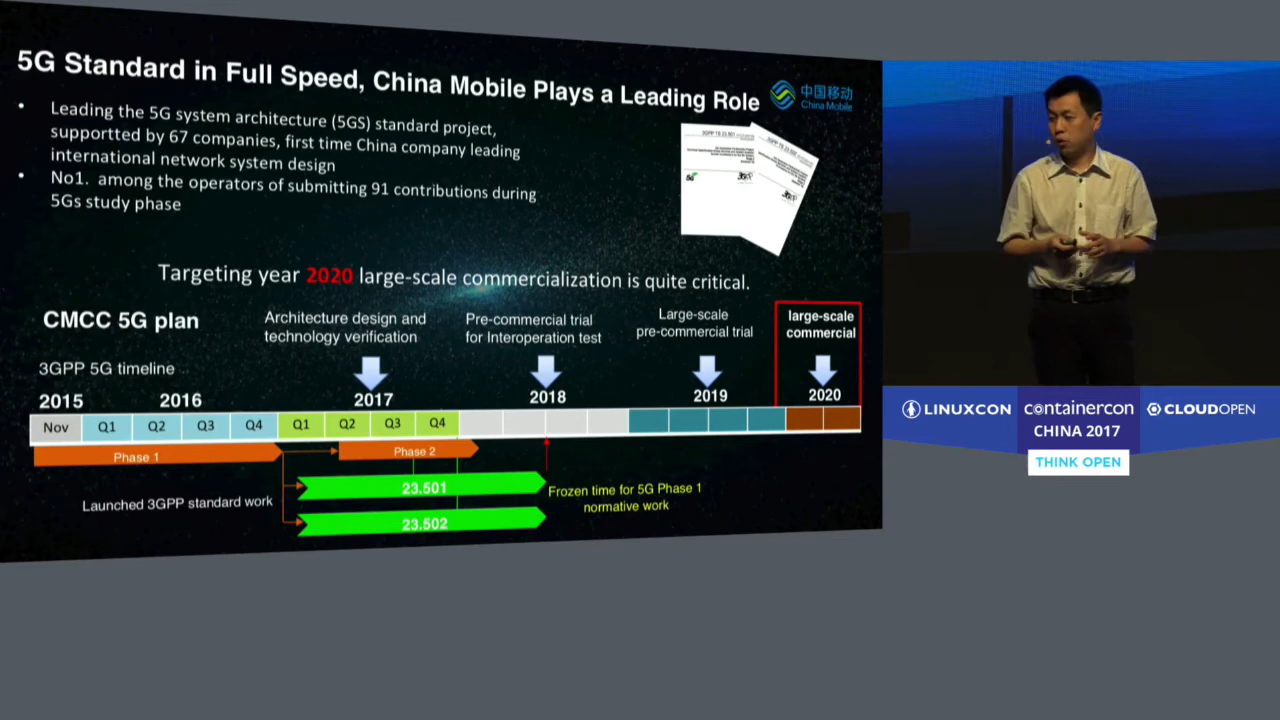 5G Standard in Full Speed, China Mobile Plays a Leading Role
中国移动
China Mobile
• Leading the 5G system architecture (5GS) standard project,
supportted by 67 companies, first time China company leading
international network system design
• No1. among the operators of submitting 91 contributions during
5Gs study phase
Targeting year 2020 large-scale commercialization is quite critical.
CMCC 5G plan
Architecture design and
technology verification
Pre-commercial trial
for Interoperation test
Large-scale
pre-commercial trial
large-scale
commercial
3GPP 5G timeline
2015 2016 2017 2018 2019 2020
Nov Q1 Q2 Q3 Q4 Q1 Q2 Q3 Q4
Phase 1 Phase 2
Launched 3GPP standard work
23.501
23.502
Frozen time for 5G Phase 1
normative work
LINUXCON containercon CLOUDOPEN
CHINA 2017
THINK OPEN